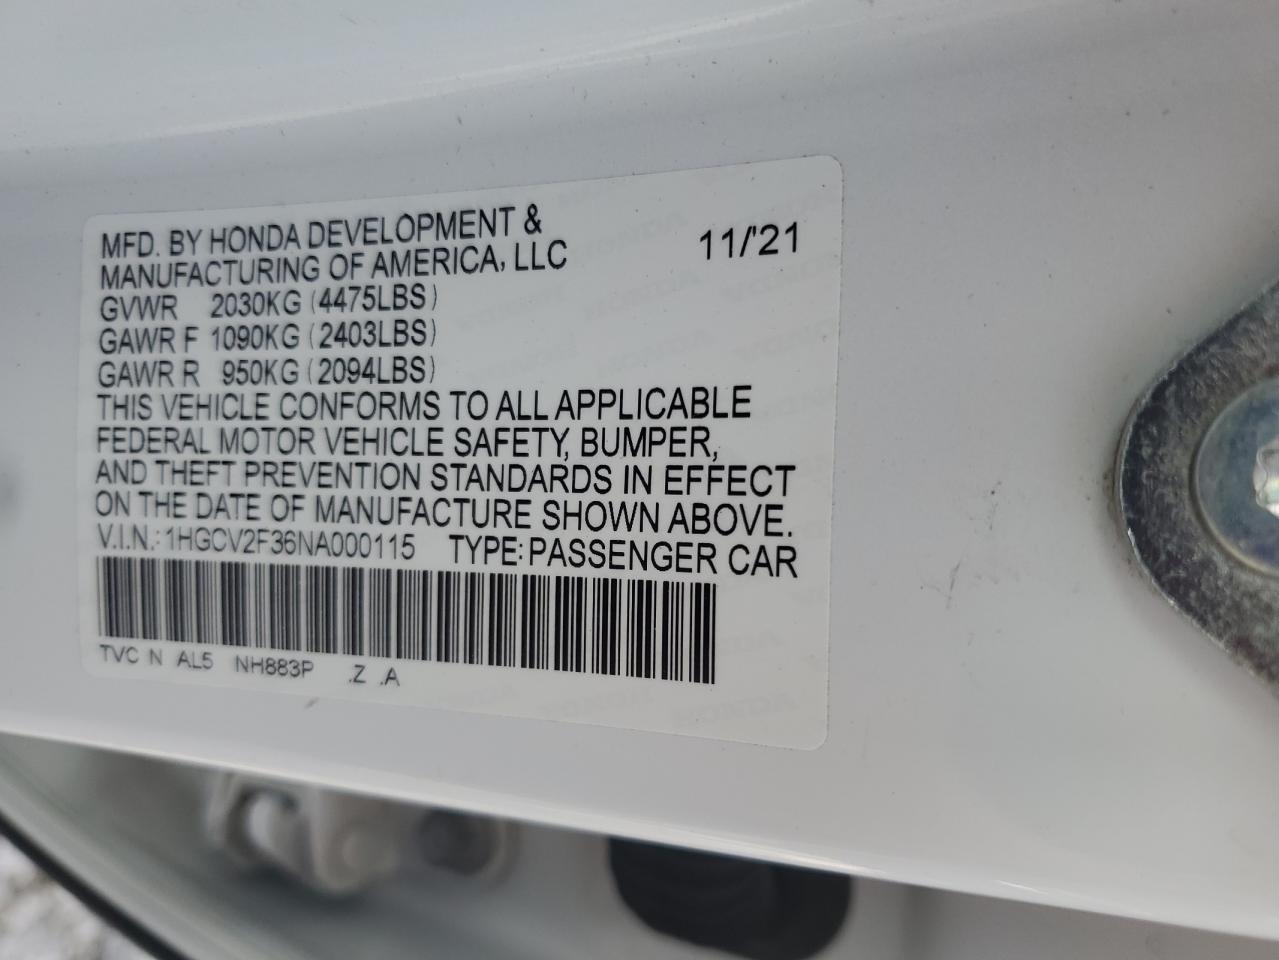 MFD. BY HONDA DEVELOPMENT &
MANUFACTURING OF AMERICA, LLC 11/'21
GVWR 2030KG (4475LBS)
GAWR F 1090KG (2403LBS)
GAWR R 950KG (2094LBS)
THIS VEHICLE CONFORMS TO ALL APPLICABLE
FEDERAL MOTOR VEHICLE SAFETY, BUMPER,
AND THEFT PREVENTION STANDARDS IN EFFECT
ON THE DATE OF MANUFACTURE SHOWN ABOVE.
V.I.N.: 1HGCV2F36NA000115 TYPE: PASSENGER CAR
TVC N AL5 NH883P .Z .A